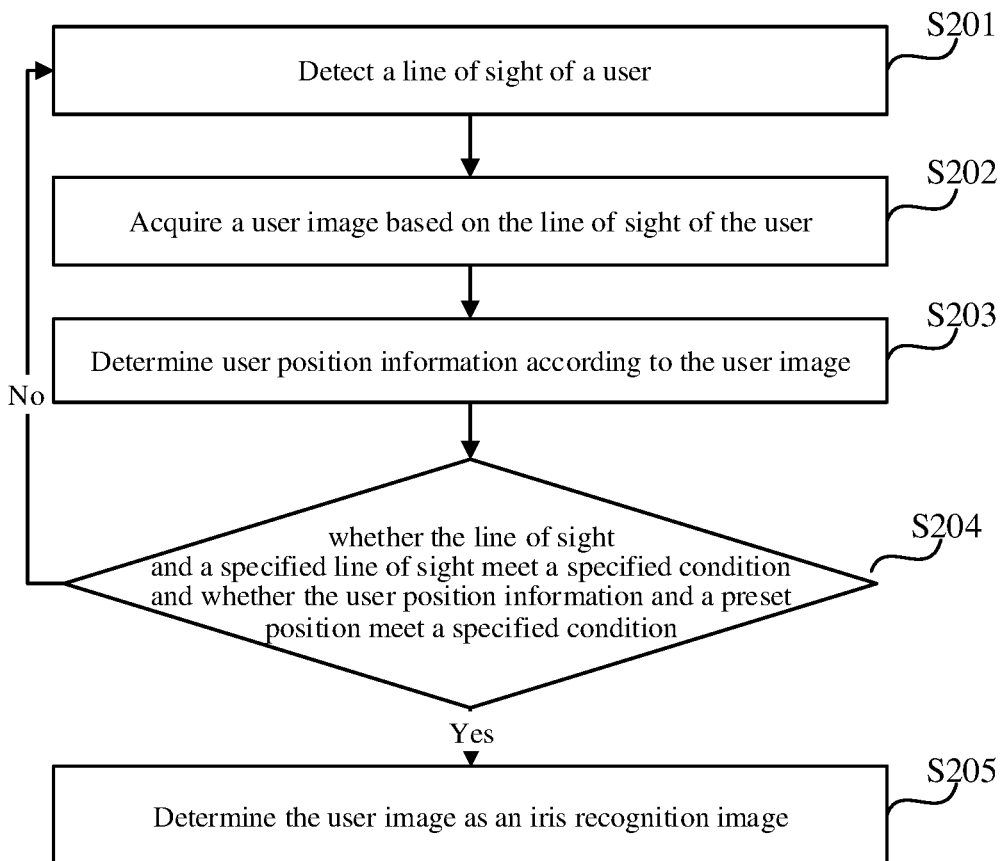 S201
Detect a line of sight of a user
S202
Acquire a user image based on the line of sight of the user
S203
Determine user position information according to the user image
No
S204
whether the line of sight
and a specified line of sight meet a specified condition
and whether the user position information and a preset
position meet a specified condition
Yes
S205
Determine the user image as an iris recognition image